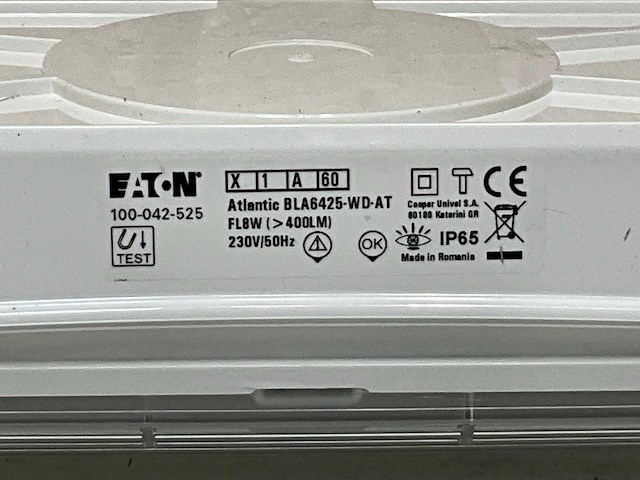 EATON
100-042-525
TEST
X 1 A 60
Atlantic BLA6425-WD-AT
FL8W (>400LM)
230V/50Hz
OK
T CE
Cooper Univel S.A.
60100 Katerini GR
IP65
Made in Romania